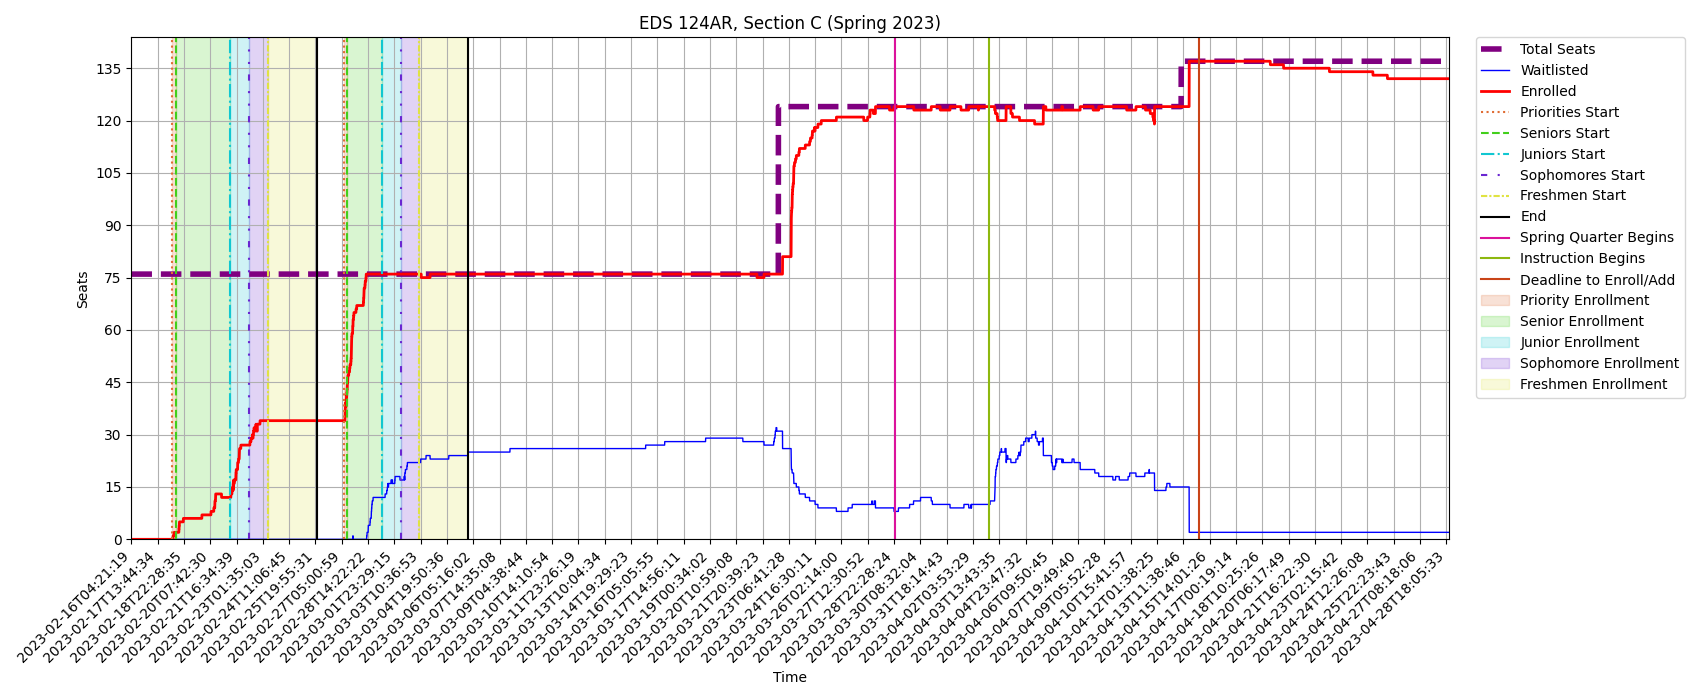 EDS 124AR, Section C (Spring 2023)
Seats
135
120
105
90
75
60
45
30
15
0
2023-02-16T04:21:19
2023-02-17T13:44:34
2023-02-18T22:28:35
2023-02-20T07:42:30
2023-02-21T16:34:39
2023-02-23T01:35:03
2023-02-24T11:06:45
2023-02-25T19:55:31
2023-02-27T05:00:59
2023-02-28T14:22:22
2023-03-01T23:29:15
2023-03-03T10:36:53
2023-03-04T19:50:36
2023-03-06T05:16:02
2023-03-07T14:35:08
2023-03-09T04:38:44
2023-03-10T14:10:54
2023-03-11T23:26:19
2023-03-13T10:04:34
2023-03-14T19:29:23
2023-03-16T05:05:55
2023-03-17T14:56:11
2023-03-19T00:34:02
2023-03-20T10:59:08
2023-03-21T20:39:23
2023-03-23T06:41:28
2023-03-24T16:30:11
2023-03-26T02:14:00
2023-03-27T12:30:52
2023-03-28T22:28:24
2023-03-30T08:32:04
2023-03-31T18:14:43
2023-04-02T03:53:29
2023-04-03T13:43:35
2023-04-04T23:47:32
2023-04-06T09:50:45
2023-04-07T19:49:40
2023-04-09T05:52:28
2023-04-10T15:41:57
2023-04-12T01:38:25
2023-04-13T11:38:46
2023-04-15T14:01:26
2023-04-17T00:19:14
2023-04-18T10:25:26
2023-04-20T06:17:49
2023-04-21T16:22:30
2023-04-23T02:15:42
2023-04-24T12:26:08
2023-04-25T22:23:43
2023-04-27T08:18:06
2023-04-28T18:05:33
Time
Total Seats
Waitlisted
Enrolled
Priorities Start
Seniors Start
Juniors Start
Sophomores Start
Freshmen Start
End
Spring Quarter Begins
Instruction Begins
Deadline to Enroll/Add
Priority Enrollment
Senior Enrollment
Junior Enrollment
Sophomore Enrollment
Freshmen Enrollment